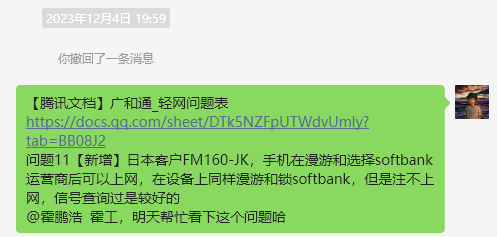 2023年12月4日 19:59
你撤回了一条消息
【腾讯文档】广和通_轻网问题表
https://docs.qq.com/sheet/DTk5NZFpUTWdvUmly?
tab=BB08J2
问题11【新增】日本客户FM160-JK，手机在漫游和选择softbank
运营商后可以上网，在设备上同样漫游和锁softbank，但是注不上
网，信号查询过是较好的
@霍鹏浩 霍工，明天帮忙看下这个问题哈